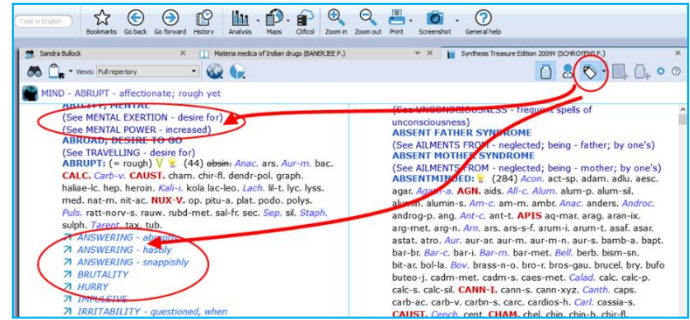 Type in English
Bookmarks Go back Go forward History Analysis Maps Clificol Zoom in Zoom out Print Screenshot General help
Sandra Bullock Materia medica of Indian drugs (BANERJEE P.) Synthesis Treasure Edition 2009V (SCHROYENS F.)
Views: Full repertory
MIND - ABRUPT - affectionate; rough yet
ABILITY, MENTAL
(See MENTAL EXERTION - desire for)
(See MENTAL POWER - increased)
ABROAD; DESIRE TO GO
(See TRAVELLING - desire for)
ABRUPT: (= rough) V (44) absin. Anac. ars. Aur-m. bac.
CALC. Carb-v. CAUST. cham. chir-fl. dendr-pol. graph.
haliae-lc. hep. heroin. Kali-i. kola lac-leo. Lach. lil-t. lyc. lyss.
med. nat-m. nit-ac. NUX-V. op. pitu-a. plat. podo. polys.
Puls. ratt-norv-s. rauw. rubd-met. sal-fr. sec. Sep. sil. Staph.
sulph. Tarent. tax. tub.
ANSWERING - abruptly
ANSWERING - hastily
ANSWERING - snappishly
BRUTALITY
HURRY
IMPULSIVE
IRRITABILITY - questioned, when
(See UNCONSCIOUSNESS - frequent spells of
unconsciousness)
ABSENT FATHER SYNDROME
(See AILMENTS FROM - neglected; being - father; by one's)
ABSENT MOTHER SYNDROME
(See AILMENTS FROM - neglected; being - mother; by one's)
ABSENTMINDED: (284) Acon. act-sp. adam. adlu. aesc.
agar. Agath-a. AGN. aids. All-c. Alum. alum-p. alum-sil.
alumin-s. Am-c. am-m. ambr. Anac. anders. Androc.
androg-p. ang. Ant-c. ant-t. APIS aq-mar. arag. aran-ix.
arg-met. arg-n. Arn. ars. ars-s-f. arum-i. arum-t. asaf. asar.
astat. atro. Aur. aur-ar. aur-m. aur-m-n. aur-s. bamb-a. bapt.
bar-br. Bar-c. bar-i. Bar-m. bar-met. Bell. berb. bism-sn.
bit-ar. bol-la. Bov. brass-n-o. bro-r. bros-gau. brucel. bry. bufo
buteo-j. cadm-met. cadm-s. caes-met. Calad. calc. calc-p.
calc-s. calc-sil. CANN-I. cann-s. cann-xyz. Canth. caps.
carb-ac. carb-v. carbn-s. carc. cardios-h. Carl. cassia-s.
CAUST. Cench. cent. CHAM. chel. chin. chin-b. chir-fl.